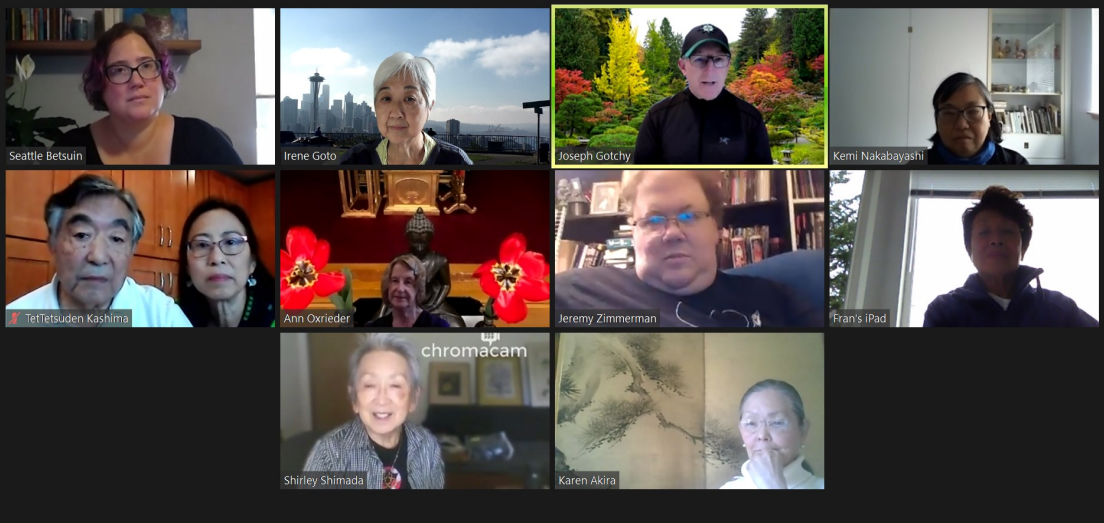 Seattle Betsuin
Irene Goto
Joseph Gotchy
Kemi Nakabayashi
TetTetsuden Kashima
Ann Oxrieder
Jeremy Zimmerman
Fran's iPad
chromacam
Shirley Shimada
Karen Akira